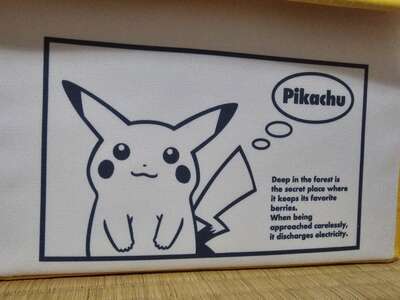 Pikachu
Deep in the forest is
the secret place where
it keeps its favorite
berries.
When being
approached carelessly,
it discharges electricity.